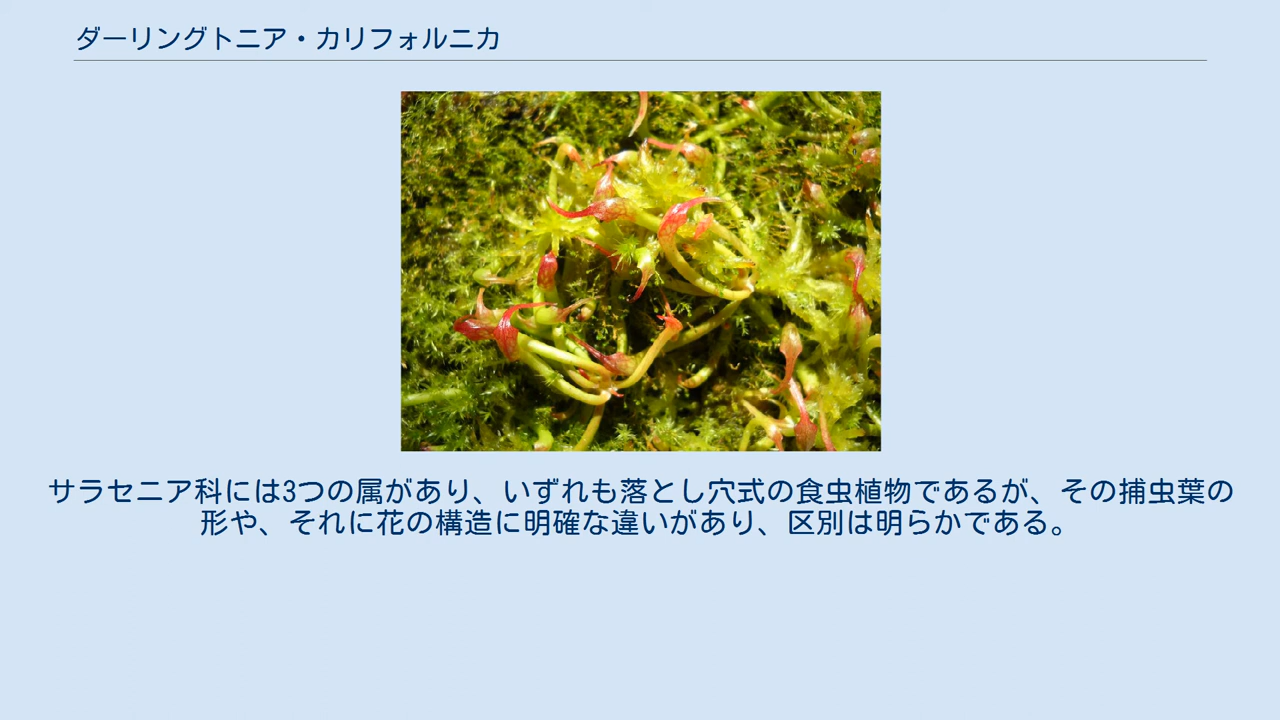 ダーリングトニア・カリフォルニカ
サラセニア科には3つの属があり、いずれも落とし穴式の食虫植物であるが、その捕虫葉の
形や、それに花の構造に明確な違いがあり、区別は明らかである。